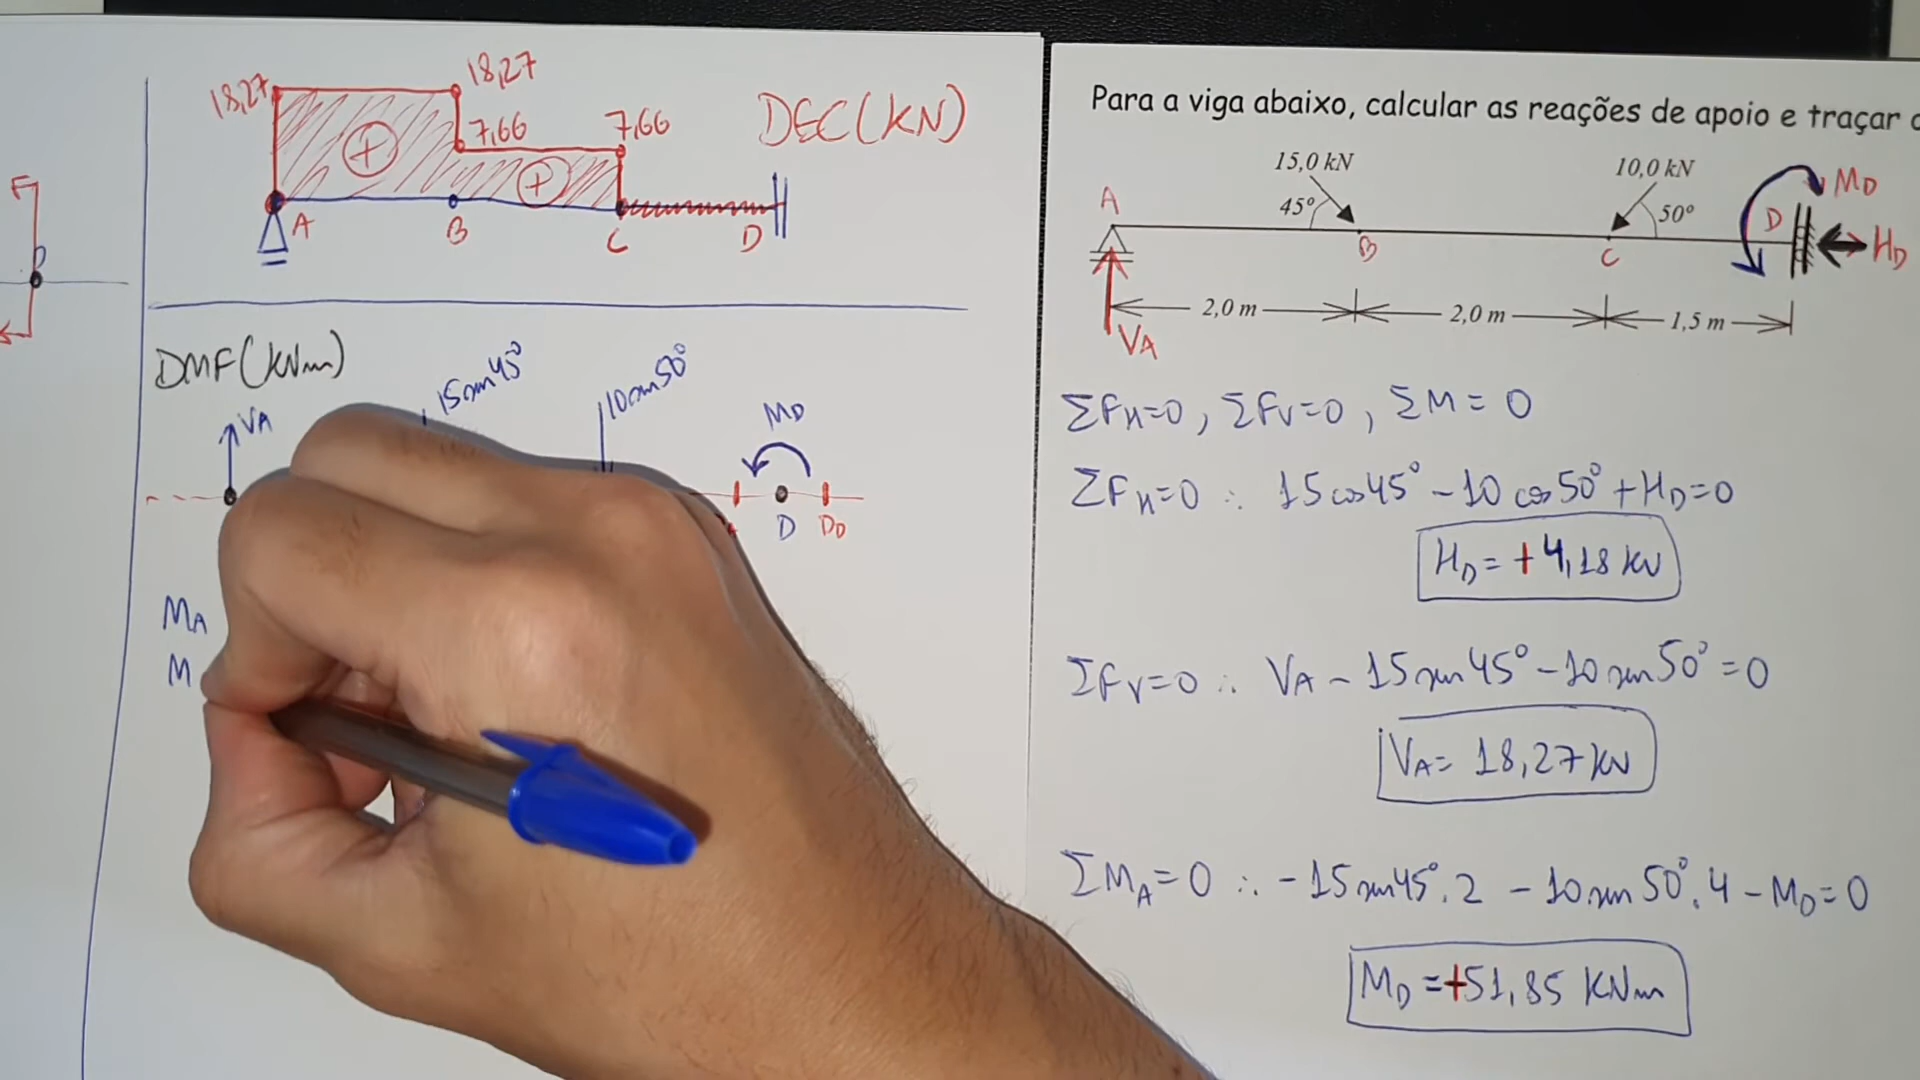 18,27
18,27
7,66
7,66
DEC(KN)
+
+
A
B
C
D
F
DMF(KNm)
VA
15sen45°
10sen50°
MD
D
DD
MA
M
Para a viga abaixo, calcular as reações de apoio e traçar
15,0 kN
10,0 kN
MD
45°
50°
A
B
C
D
HD
2,0 m
2,0 m
1,5 m
VA
ΣFH=0, ΣFV=0, ΣM=0
ΣFH=0 ∴ 15cos45° - 10cos50° + HD=0
HD= +4,18 KN
ΣFV=0 ∴ VA - 15sen45° - 10sen50° = 0
VA= 18,27 KN
ΣMA=0 ∴ -15sen45°.2 - 10sen50°.4 - MD=0
MD =+51,85 KNm